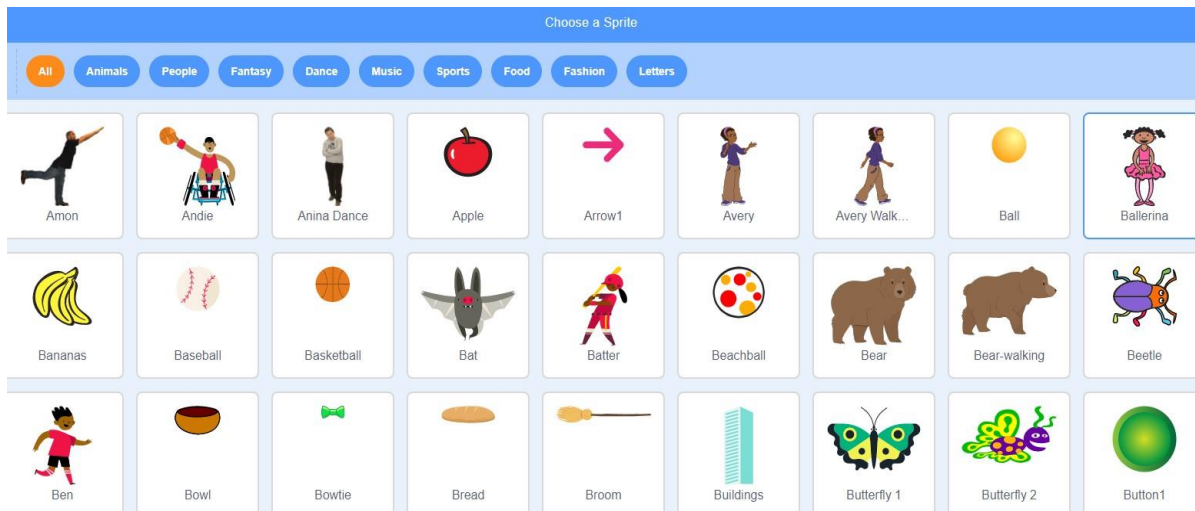 Choose a Sprite
All Animals People Fantasy Dance Music Sports Food Fashion Letters
Amon Andie Anina Dance Apple Arrow1 Avery Avery Walk... Ball Ballerina
Bananas Baseball Basketball Bat Batter Beachball Bear Bear-walking Beetle
Ben Bowl Bowtie Bread Broom Buildings Butterfly 1 Butterfly 2 Button1